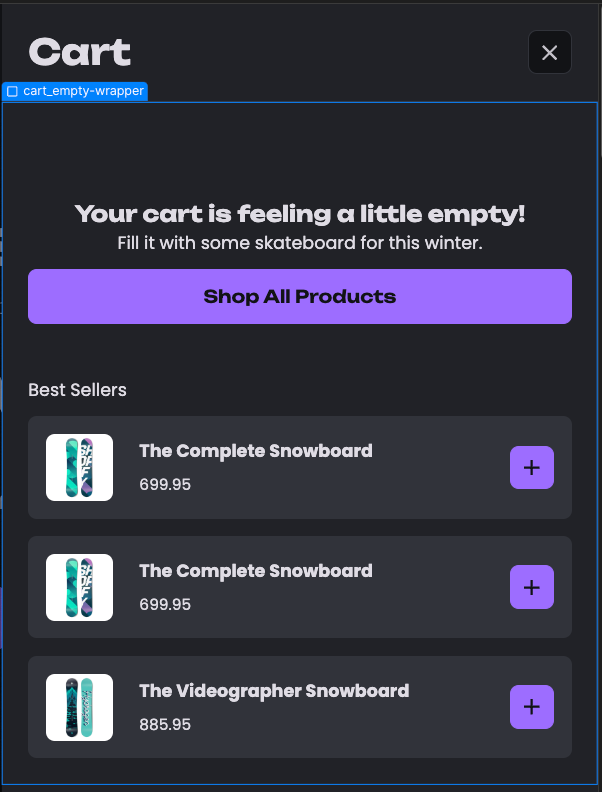 Cart
cart_empty-wrapper
Your cart is feeling a little empty!
Fill it with some skateboard for this winter.
Shop All Products
Best Sellers
The Complete Snowboard
699.95
The Complete Snowboard
699.95
The Videographer Snowboard
885.95